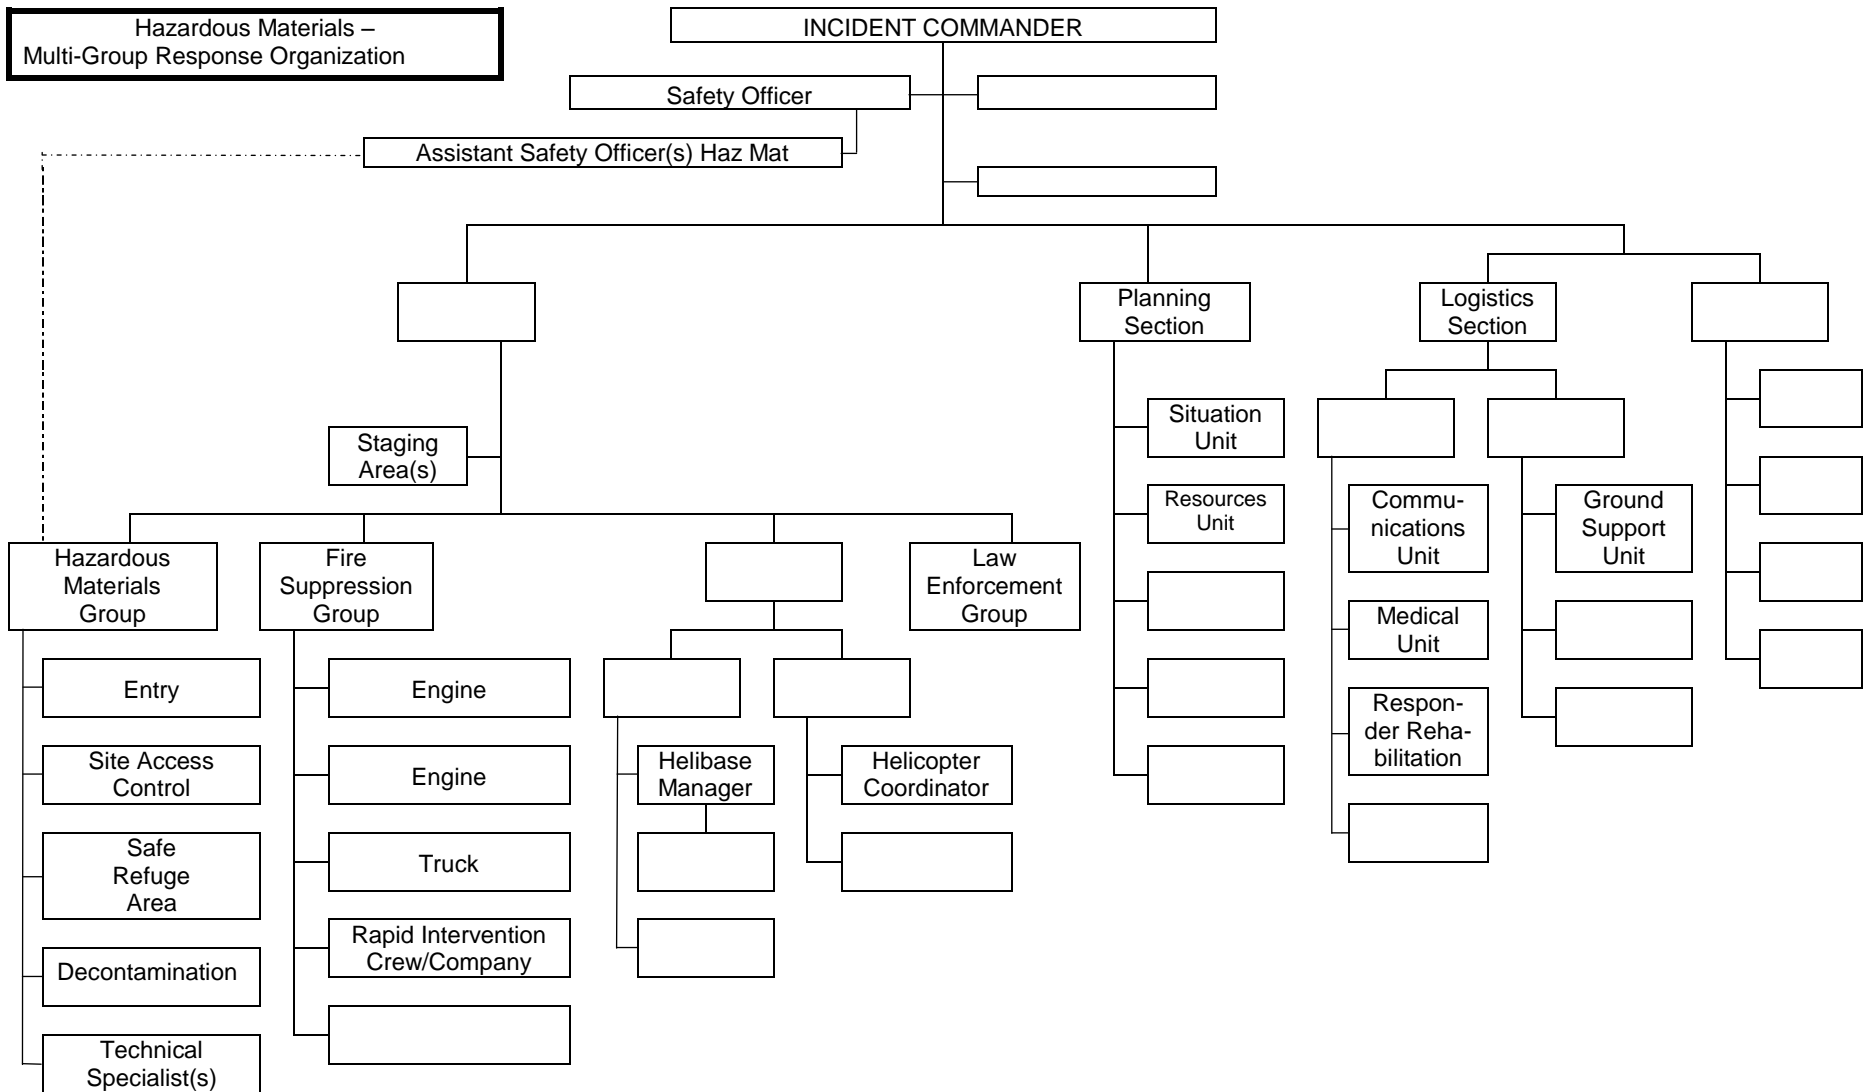 Hazardous Materials –
Multi-Group Response Organization
INCIDENT COMMANDER
Safety Officer
Assistant Safety Officer(s) Haz Mat
Planning
Section
Logistics
Section
Situation
Unit
Staging
Area(s)
Resources
Unit
Commu-
nications
Unit
Ground
Support
Unit
Hazardous
Materials
Group
Fire
Suppression
Group
Law
Enforcement
Group
Medical
Unit
Entry
Engine
Respon-
der Reha-
bilitation
Site Access
Control
Engine
Helibase
Manager
Helicopter
Coordinator
Safe
Refuge
Area
Truck
Rapid Intervention
Crew/Company
Decontamination
Technical
Specialist(s)